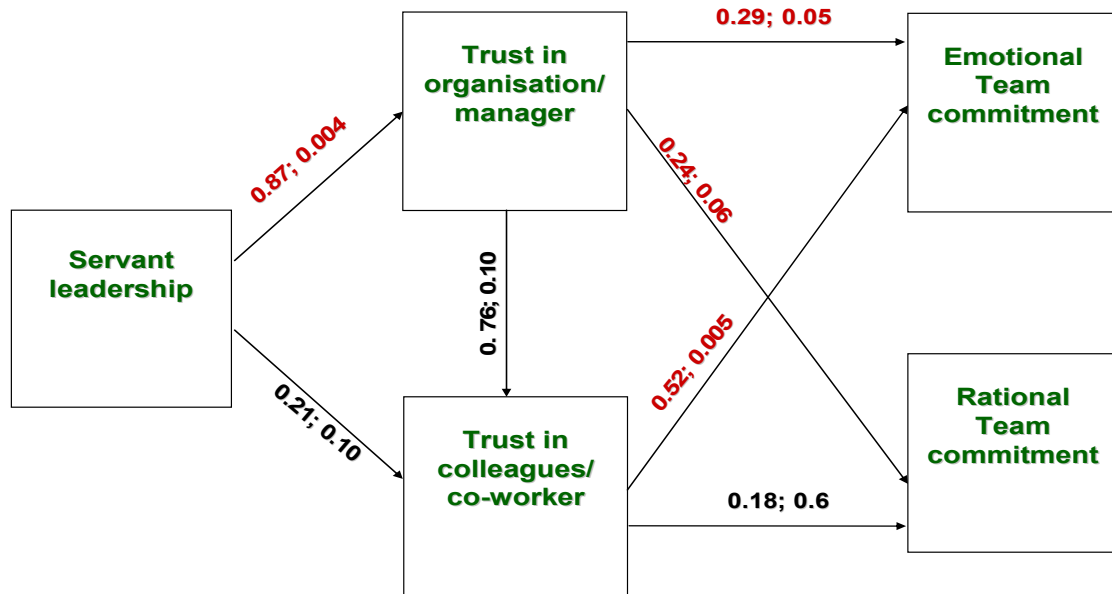 0.29; 0.05
Trust in
organisation/
manager
Emotional
Team
commitment
0.87; 0.004
0.24; 0.06
Servant
leadership
0. 76; 0.10
0.52; 0.005
0.21; 0.10
Trust in
colleagues/
co-worker
Rational
Team
commitment
0.18; 0.6